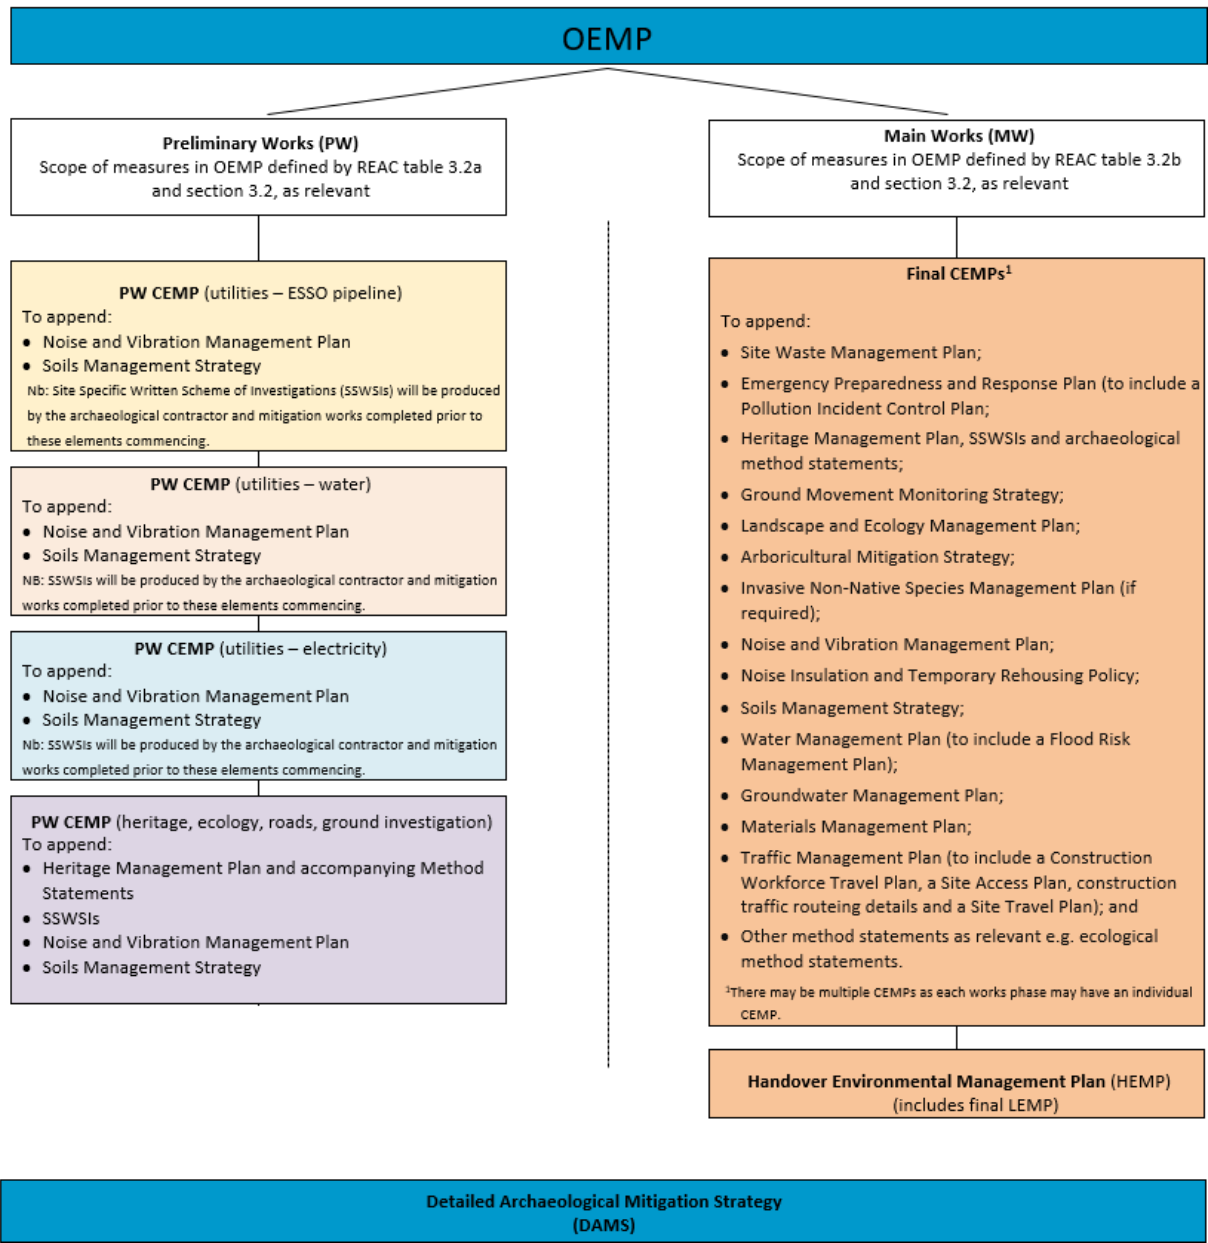 OEMP
Preliminary Works (PW)
Scope of measures in OEMP defined by REAC table 3.2a
and section 3.2, as relevant
PW CEMP (utilities – ESSO pipeline)
To append:
• Noise and Vibration Management Plan
• Soils Management Strategy
Nb: Site Specific Written Scheme of Investigations (SSWSIs) will be produced
by the archaeological contractor and mitigation works completed prior to
these elements commencing.
PW CEMP (utilities – water)
To append:
• Noise and Vibration Management Plan
• Soils Management Strategy
NB: SSWSIs will be produced by the archaeological contractor and mitigation
works completed prior to these elements commencing.
PW CEMP (utilities – electricity)
To append:
• Noise and Vibration Management Plan
• Soils Management Strategy
Nb: SSWSIs will be produced by the archaeological contractor and mitigation
works completed prior to these elements commencing.
PW CEMP (heritage, ecology, roads, ground investigation)
To append:
• Heritage Management Plan and accompanying Method
Statements
• SSWSIs
• Noise and Vibration Management Plan
• Soils Management Strategy
Main Works (MW)
Scope of measures in OEMP defined by REAC table 3.2b
and section 3.2, as relevant
Final CEMPs¹
To append:
• Site Waste Management Plan;
• Emergency Preparedness and Response Plan (to include a
Pollution Incident Control Plan;
• Heritage Management Plan, SSWSIs and archaeological
method statements;
• Ground Movement Monitoring Strategy;
• Landscape and Ecology Management Plan;
• Arboricultural Mitigation Strategy;
• Invasive Non-Native Species Management Plan (if
required);
• Noise and Vibration Management Plan;
• Noise Insulation and Temporary Rehousing Policy;
• Soils Management Strategy;
• Water Management Plan (to include a Flood Risk
Management Plan);
• Groundwater Management Plan;
• Materials Management Plan;
• Traffic Management Plan (to include a Construction
Workforce Travel Plan, a Site Access Plan, construction
traffic routeing details and a Site Travel Plan); and
• Other method statements as relevant e.g. ecological
method statements.
¹There may be multiple CEMPs as each works phase may have an individual
CEMP.
Handover Environmental Management Plan (HEMP)
(includes final LEMP)
Detailed Archaeological Mitigation Strategy
(DAMS)